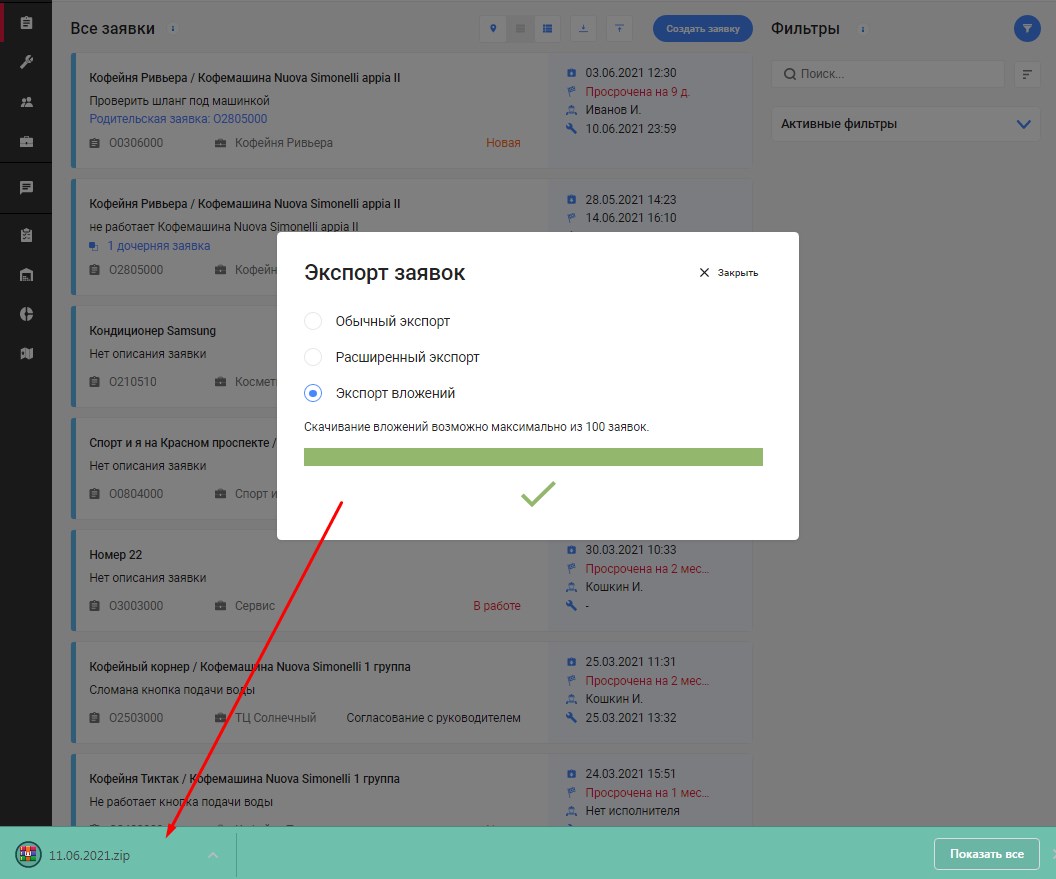 Все заявки
Создать заявку
Фильтры
Поиск...
Активные фильтры
Кофейня Ривьера / Кофемашина Nuova Simonelli appia II
Проверить шланг под машинкой
Родительская заявка: O2805000
O0306000
Кофейня Ривьера
Новая
03.06.2021 12:30
Просрочена на 9 д.
Иванов И.
10.06.2021 23:59
Кофейня Ривьера / Кофемашина Nuova Simonelli appia II
не работает Кофемашина Nuova Simonelli appia II
1 дочерняя заявка
O2805000
Кофейн
28.05.2021 14:23
14.06.2021 16:10
Экспорт заявок
Закрыть
Обычный экспорт
Расширенный экспорт
Экспорт вложений
Скачивание вложений возможно максимально из 100 заявок.
Кондиционер Samsung
Нет описания заявки
O210510
Космет
Спорт и я на Красном проспекте /
Нет описания заявки
O0804000
Спорт и
Номер 22
Нет описания заявки
O3003000
Сервис
В работе
30.03.2021 10:33
Просрочена на 2 мес...
Кошкин И.
-
Кофейный корнер / Кофемашина Nuova Simonelli 1 группа
Сломана кнопка подачи воды
O2503000
ТЦ Солнечный
Согласование с руководителем
25.03.2021 11:31
Просрочена на 2 мес...
Кошкин И.
25.03.2021 13:32
Кофейня Тиктак / Кофемашина Nuova Simonelli 1 группа
Не работает кнопка подачи воды
24.03.2021 15:51
Просрочена на 1 мес...
Нет исполнителя
11.06.2021.zip
Показать все